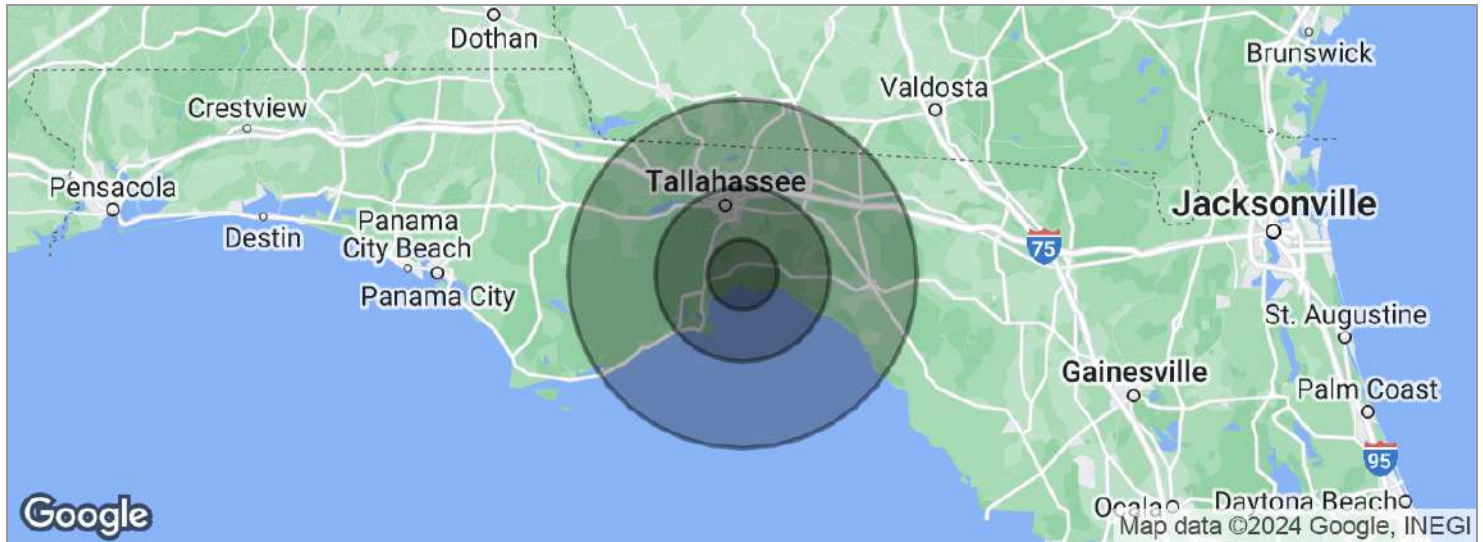 Dothan
Brunswick
Valdosta
Crestview
Tallahassee
Pensacola
Jacksonville
Panama
City Beach
Destin
75
Panama City
St. Augustine
Gainesville
Palm Coast
95
Ocala
Daytona Beach
Google
Map data ©2024 Google, INEGI